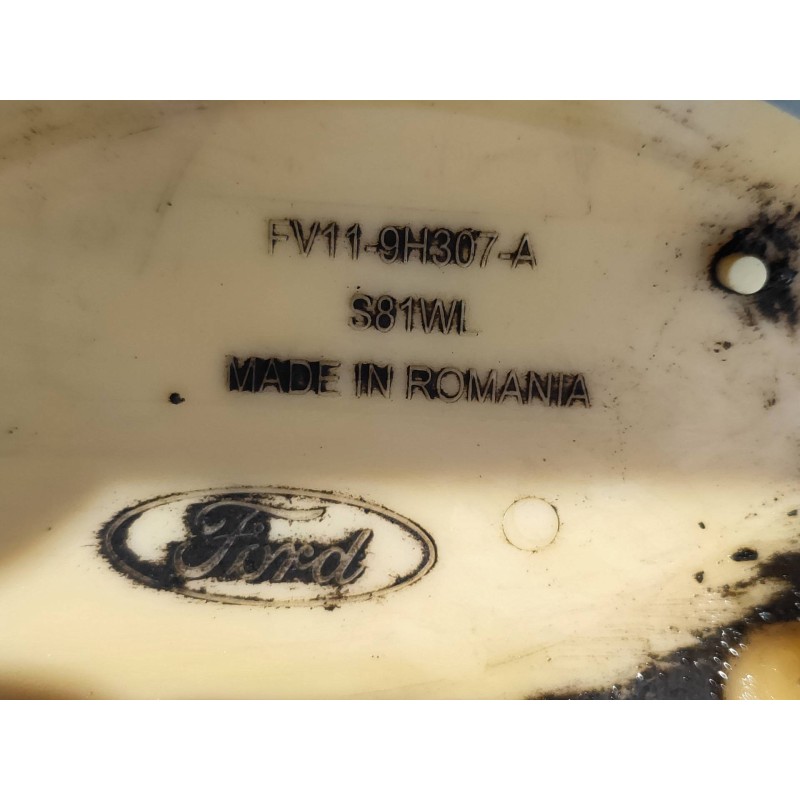 FV11-9H307-A
S81WL
MADE IN ROMANIA
Ford